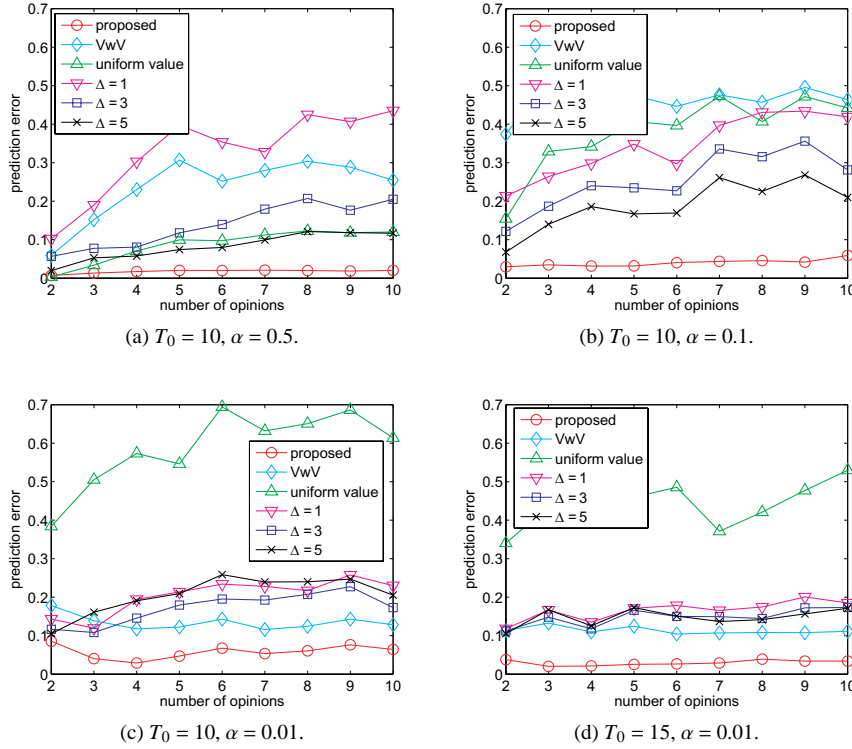 proposed
VwV
uniform value
Δ = 1
Δ = 3
Δ = 5
0.7
0.6
0.5
0.4
0.3
0.2
0.1
0
prediction error
2 3 4 5 6 7 8 9 10
number of opinions
(a) T0 = 10, α = 0.5.
proposed
VwV
uniform value
Δ = 1
Δ = 3
Δ = 5
0.7
0.6
0.5
0.4
0.3
0.2
0.1
0
prediction error
2 3 4 5 6 7 8 9 10
number of opinions
(b) T0 = 10, α = 0.1.
0.7
0.6
0.5
0.4
0.3
0.2
0.1
0
prediction error
proposed
VwV
uniform value
Δ = 1
Δ = 3
Δ = 5
2 3 4 5 6 7 8 9 10
number of opinions
(c) T0 = 10, α = 0.01.
0.7
0.6
0.5
0.4
0.3
0.2
0.1
0
prediction error
proposed
VwV
uniform value
Δ = 1
Δ = 3
Δ = 5
2 3 4 5 6 7 8 9 10
number of opinions
(d) T0 = 15, α = 0.01.